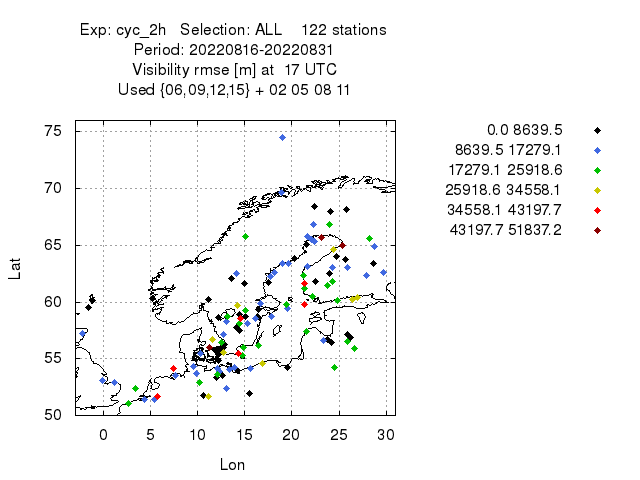 Exp: cyc_2h   Selection: ALL    122 stations
Period: 20220816-20220831
Visibility rmse [m] at  17 UTC
Used {06,09,12,15} + 02 05 08 11
0.0 8639.5
8639.5 17279.1
17279.1 25918.6
25918.6 34558.1
34558.1 43197.7
43197.7 51837.2
75
70
65
60
55
50
Lat
0 5 10 15 20 25 30
Lon